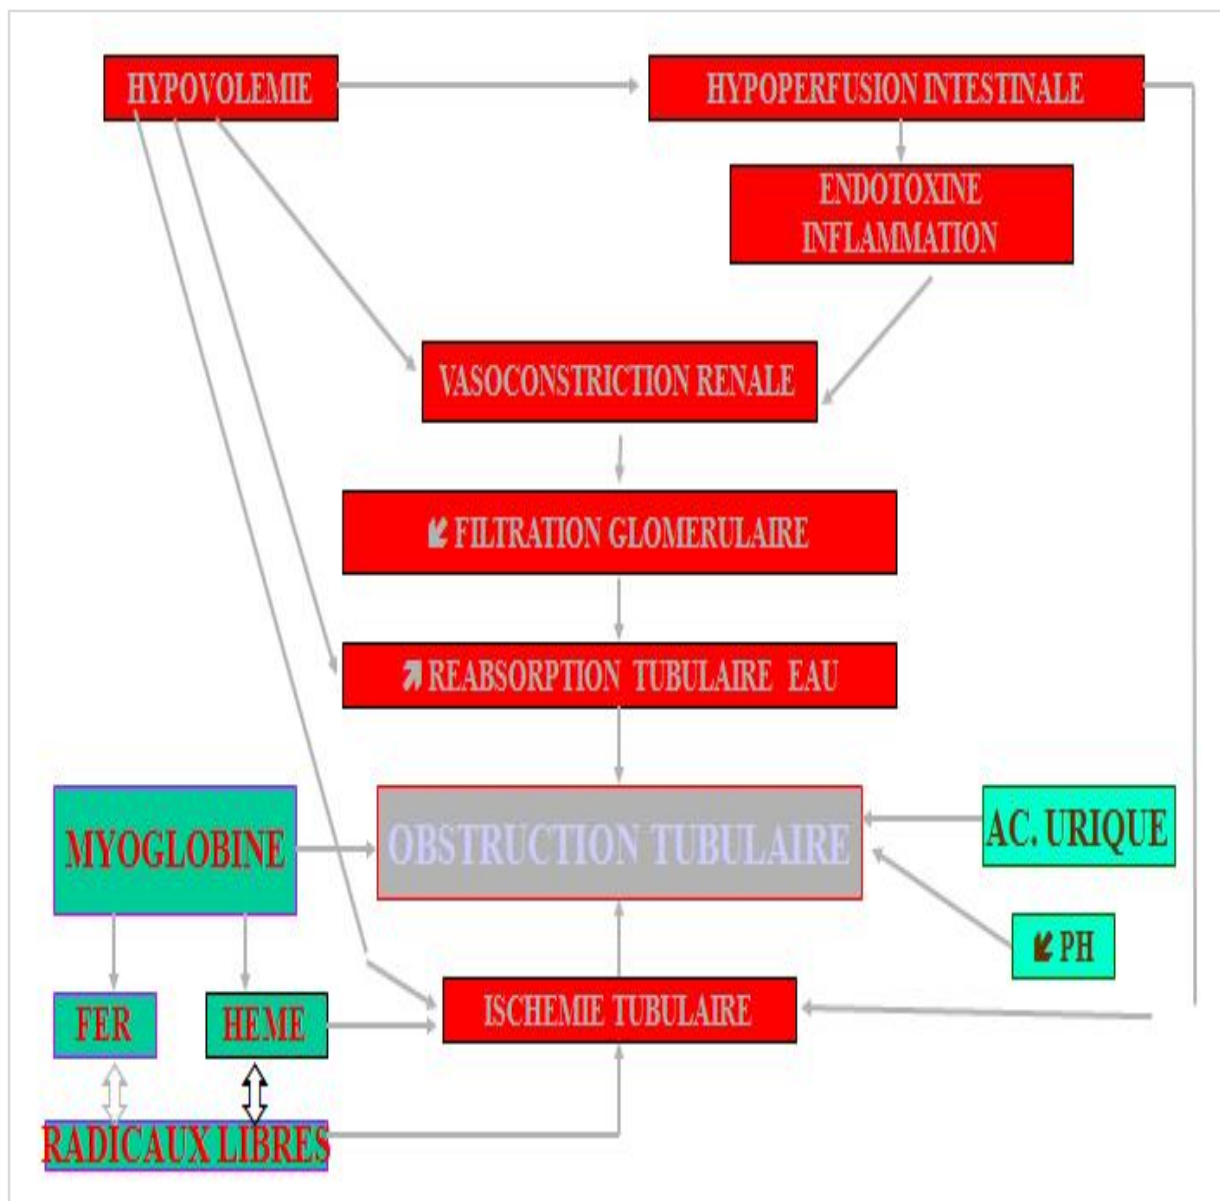 HYPOVOLEMIE
HYPOPERFUSION INTESTINALE
ENDOTOXINE
INFLAMMATION
VASOCONSTRICTION RENALE
↙ FILTRATION GLOMERULAIRE
↗ REABSORPTION TUBULAIRE EAU
MYOGLOBINE
OBSTRUCTION TUBULAIRE
AC. URIQUE
↙ PH
FER
HEME
ISCHEMIE TUBULAIRE
RADICAUX LIBRES